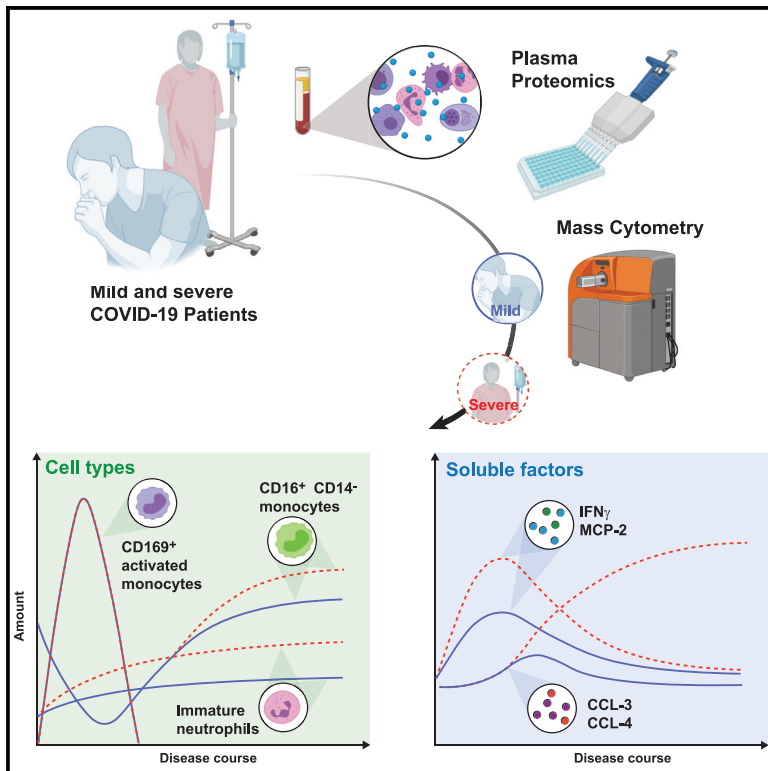 Plasma
Proteomics
Mass Cytometry
Mild and severe
COVID-19 Patients
Mild
Severe
Cell types
CD16⁺ CD14⁻
monocytes
CD169⁺
activated
monocytes
Immature
neutrophils
Amount
Disease course
Soluble factors
IFNγ
MCP-2
CCL-3
CCL-4
Disease course